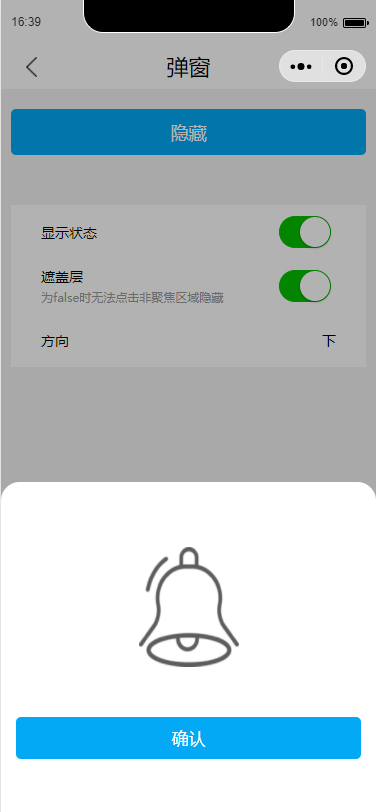 16:39
100%
弹窗
隐藏
显示状态
遮盖层
为false时无法点击非聚焦区域隐藏
方向
下
确认